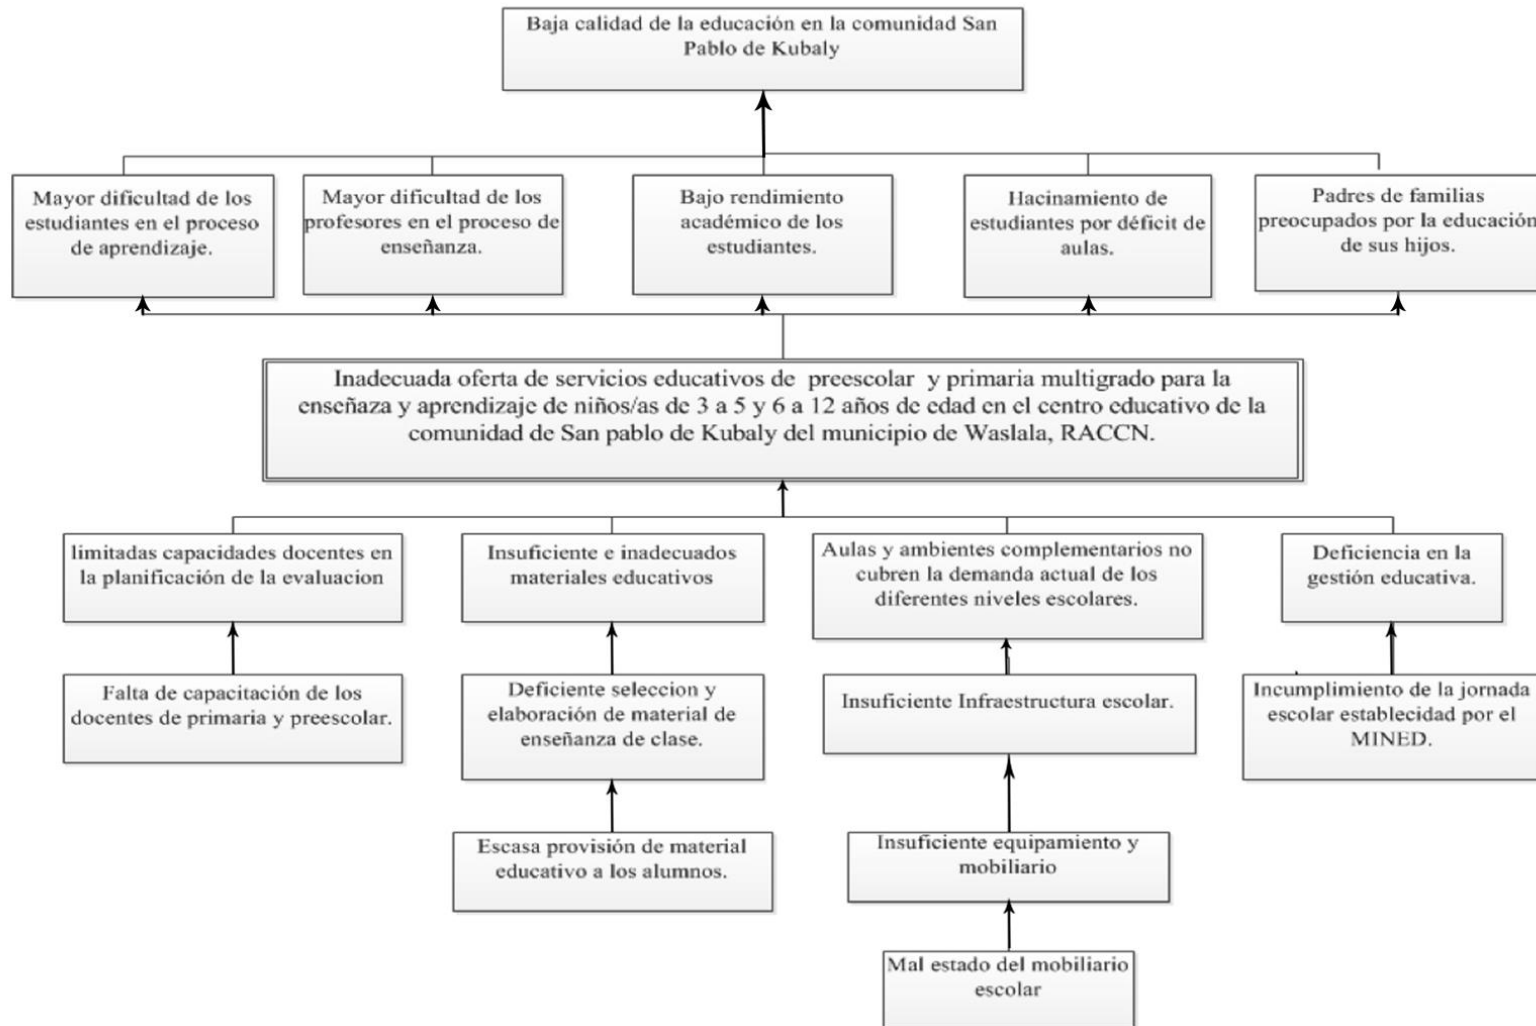 Baja calidad de la educación en la comunidad San
Pablo de Kubaly
Mayor dificultad de los
estudiantes en el proceso
de aprendizaje.
Mayor dificultad de los
profesores en el proceso de
enseñanza.
Bajo rendimiento
académico de los
estudiantes.
Hacinamiento de
estudiantes por déficit de
aulas.
Padres de familias
preocupados por la educación
de sus hijos.
Inadecuada oferta de servicios educativos de preescolar y primaria multigrado para la
enseñaza y aprendizaje de niños/as de 3 a 5 y 6 a 12 años de edad en el centro educativo de la
comunidad de San pablo de Kubaly del municipio de Waslala, RACCN.
limitadas capacidades docentes en
la planificación de la evaluacion
Insuficiente e inadecuados
materiales educativos
Aulas y ambientes complementarios no
cubren la demanda actual de los
diferentes niveles escolares.
Deficiencia en la
gestión educativa.
Falta de capacitación de los
docentes de primaria y preescolar.
Deficiente seleccion y
elaboración de material de
enseñanza de clase.
Insuficiente Infraestructura escolar.
Incumplimiento de la jornada
escolar establecidad por el
MINED.
Escasa provisión de material
educativo a los alumnos.
Insuficiente equipamiento y
mobiliario
Mal estado del mobiliario
escolar